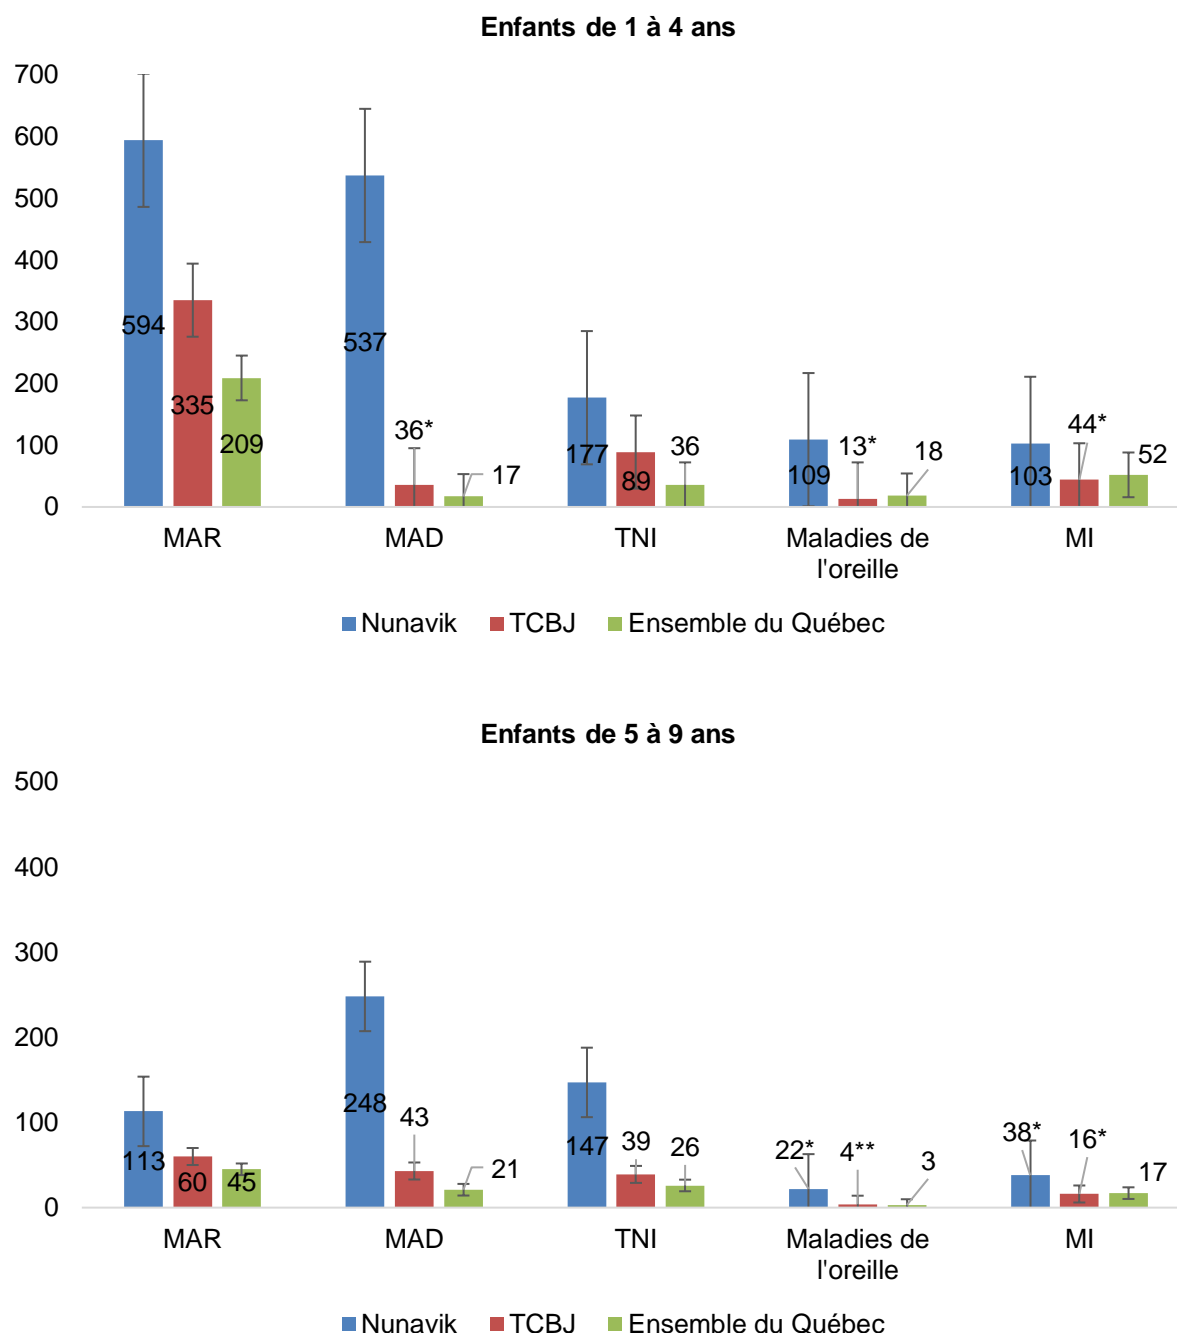 Enfants de 1 à 4 ans
700
600
500
400
300
200
100
0
594
335
209
537
36*
17
177
89
36
109
13*
18
103
44*
52
MAR
MAD
TNI
Maladies de
l'oreille
MI
Nunavik
TCBJ
Ensemble du Québec
Enfants de 5 à 9 ans
500
400
300
200
100
0
113
60
45
248
43
21
147
39
26
22*
4**
3
38*
16*
17
MAR
MAD
TNI
Maladies de
l'oreille
MI
Nunavik
TCBJ
Ensemble du Québec